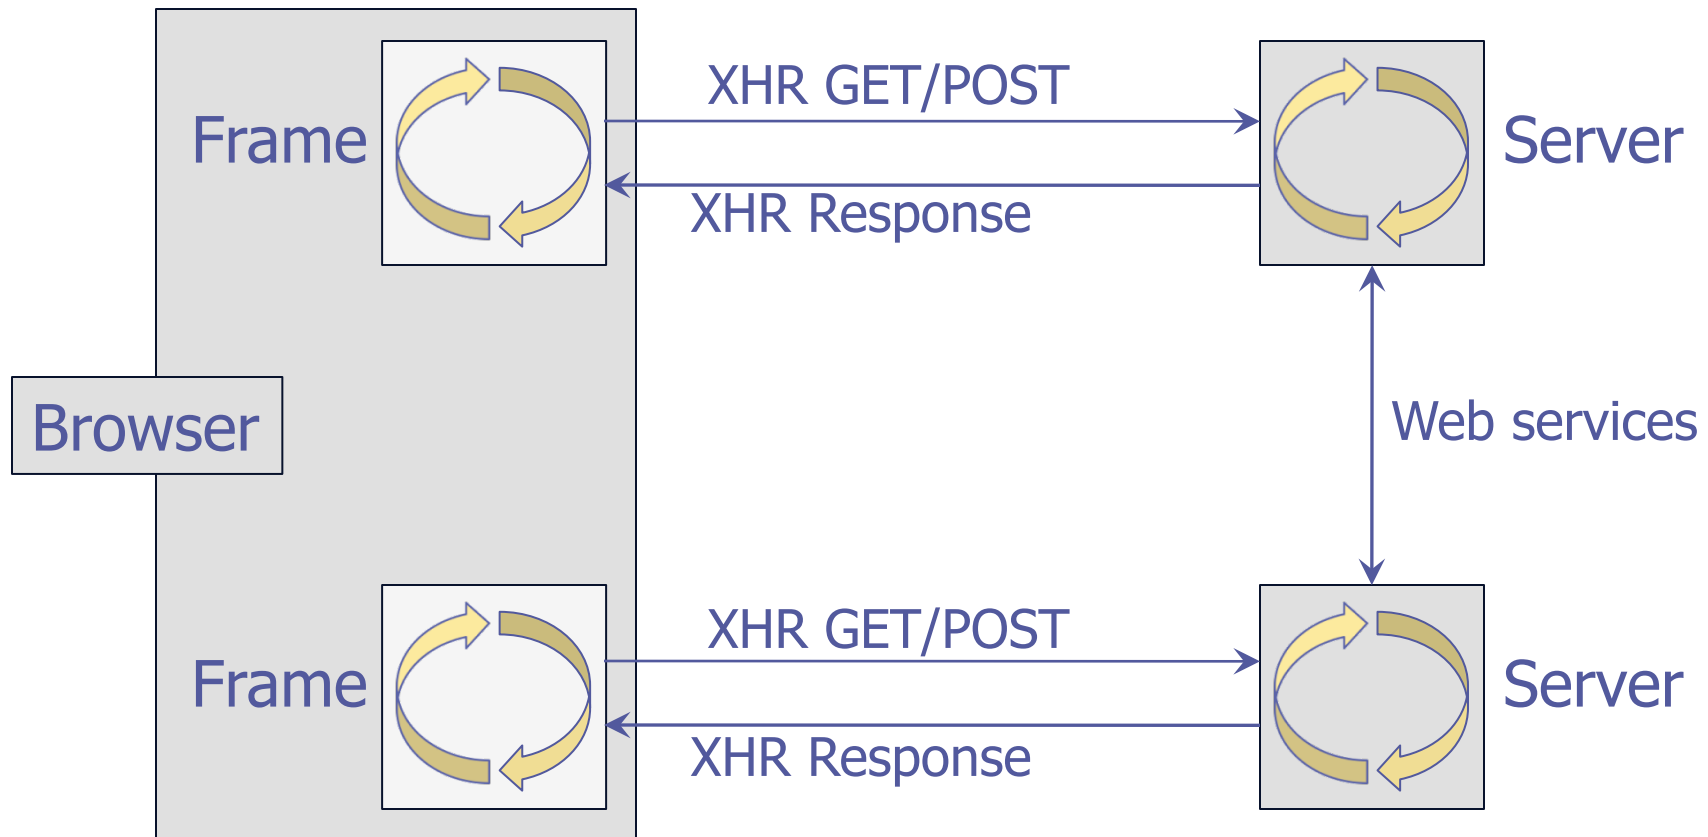 XHR GET/POST
Frame
Server
XHR Response
Browser
Web services
XHR GET/POST
Frame
Server
XHR Response